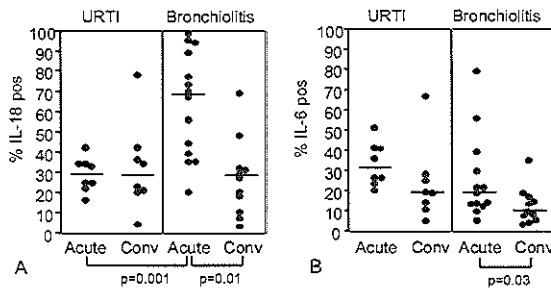 URTI Bronchiolitis
% IL-18 pos
100
90
80
70
60
50
40
30
20
10
0
Acute Conv Acute Conv
A
p=0.001 p=0.01
URTI Bronchiolitis
% IL-6 pos
100
90
80
70
60
50
40
30
20
10
0
Acute Conv Acute Conv
B
p=0.03